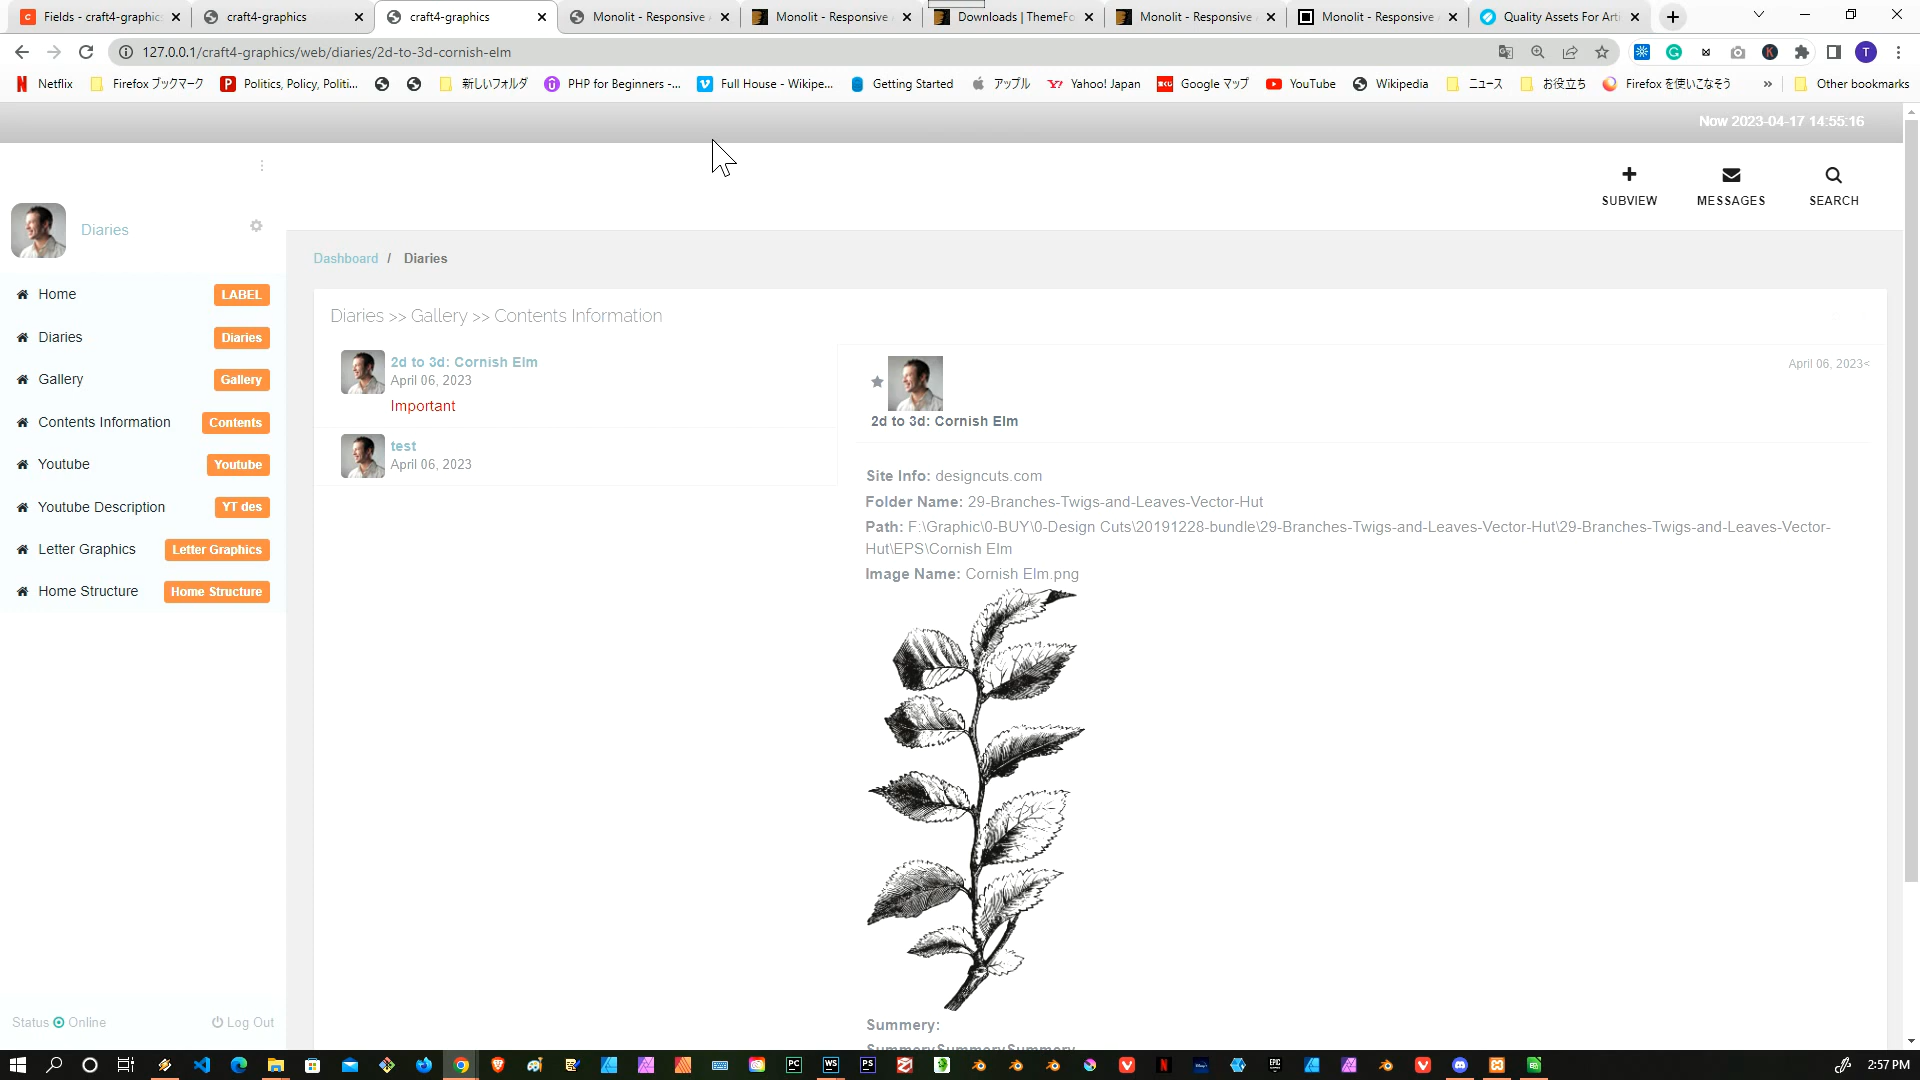 Fields - craft4-graphic
craft4-graphics
craft4-graphics
Monolit - Responsive
Monolit - Responsive
Downloads | ThemeFo
Monolit - Responsive
Monolit - Responsive
Quality Assets For Arti
127.0.0.1/craft4-graphics/web/diaries/2d-to-3d-cornish-elm
T
Netflix
Firefox ブックマーク
Politics, Policy, Politi...
新しいフォルダ
PHP for Beginners -...
Full House - Wikipe...
Getting Started
アップル
Yahoo! Japan
Google マップ
YouTube
Wikipedia
ニュース
お役立ち
Firefox を使いこなそう
»
Other bookmarks
Now 2023-04-17 14:55:16
SUBVIEW
MESSAGES
SEARCH
Diaries
Dashboard / Diaries
Home LABEL
Diaries Diaries
Gallery Gallery
Contents Information Contents
Youtube Youtube
Youtube Description YT des
Letter Graphics Letter Graphics
Home Structure Home Structure
Diaries >> Gallery >> Contents Information
2d to 3d: Cornish Elm
April 06, 2023
Important
test
April 06, 2023
April 06, 2023<
2d to 3d: Cornish Elm
Site Info: designcuts.com
Folder Name: 29-Branches-Twigs-and-Leaves-Vector-Hut
Path: F:\Graphic\0-BUY\0-Design Cuts\20191228-bundle\29-Branches-Twigs-and-Leaves-Vector-Hut\29-Branches-Twigs-and-Leaves-Vector-
Hut\EPS\Cornish Elm
Image Name: Cornish Elm.png
Summery:
SummerySummerySummery
Status Online
Log Out
2:57 PM